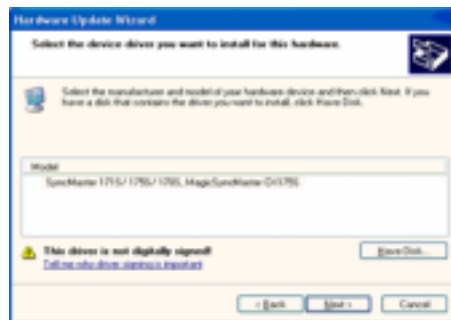 Hardware Update Wizard
Select the device driver you want to install for this hardware.
Select the manufacturer and model of your hardware device and then click Next. If you
have a disk that contains the driver you want to install, click Have Disk.
Model
SyncMaster 171S/175S/170S, MagicSyncMaster
This driver is not digitally signed!
Tell me why driver signing is important
Have Disk...
< Back
Next >
Cancel